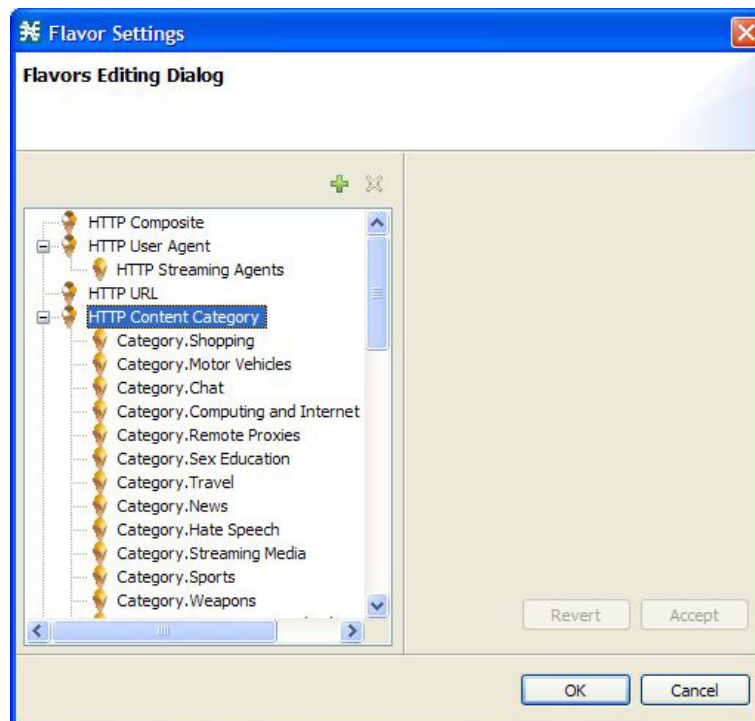 Flavor Settings
Flavors Editing Dialog
HTTP Composite
HTTP User Agent
HTTP Streaming Agents
HTTP URL
HTTP Content Category
Category.Shopping
Category.Motor Vehicles
Category.Chat
Category.Computing and Internet
Category.Remote Proxies
Category.Sex Education
Category.Travel
Category.News
Category.Hate Speech
Category.Streaming Media
Category.Sports
Category.Weapons
Revert Accept
OK Cancel